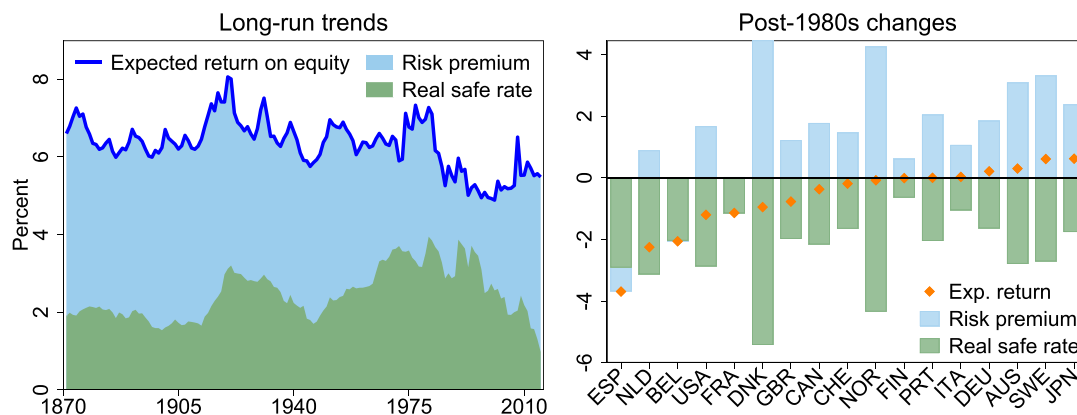 Long-run trends
Expected return on equity
Risk premium
Real safe rate
Percent
8
6
4
2
0
1870 1905 1940 1975 2010
Post-1980s changes
4
2
0
-2
-4
-6
Exp. return
Risk premium
Real safe rate
ESP NLD BEL USA FRA DNK GBR CAN CHE NOR FIN PRT ITA DEU AUS SWE JPN